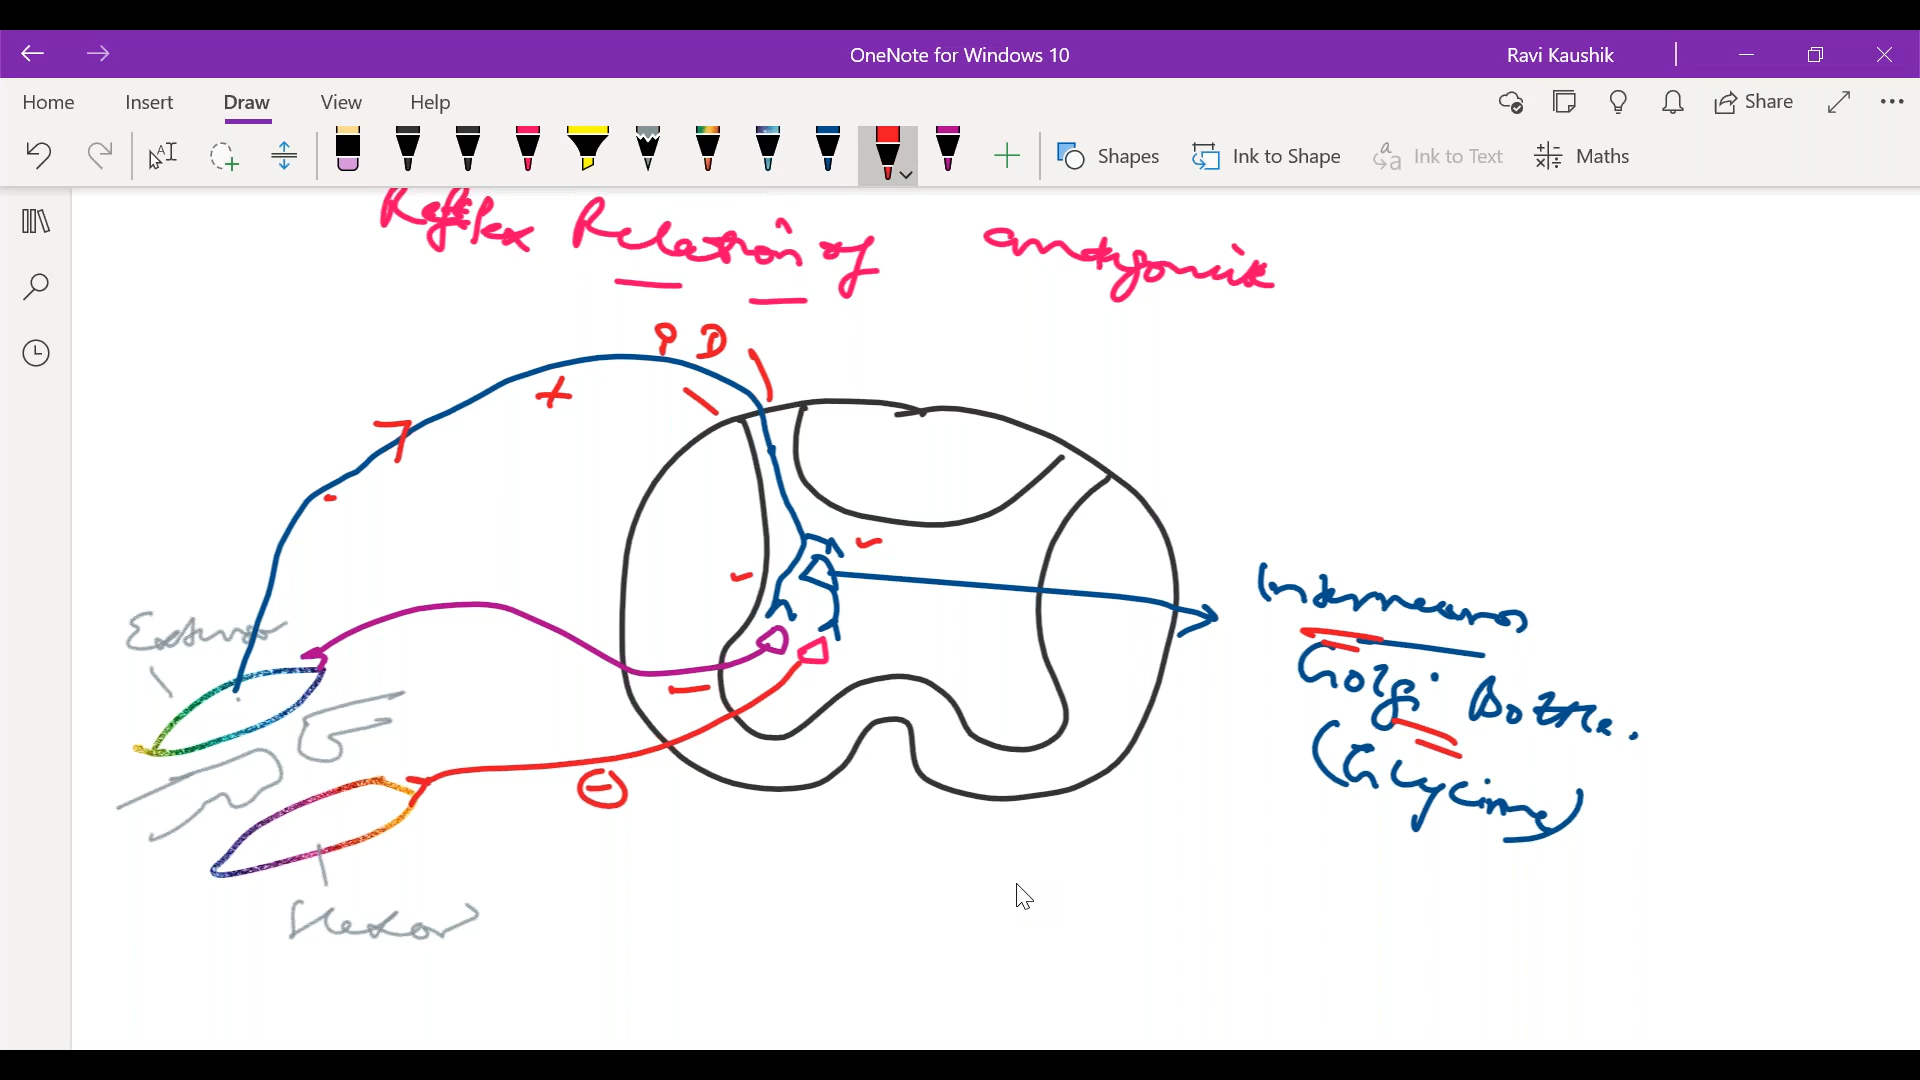 OneNote for Windows 10
Ravi Kaushik
Home Insert Draw View Help
Share
Shapes Ink to Shape Ink to Text Maths
Reflex Relation of
P D
Interneuron
Golgi Bottle.
(Glycine)
Extensor
Flexor